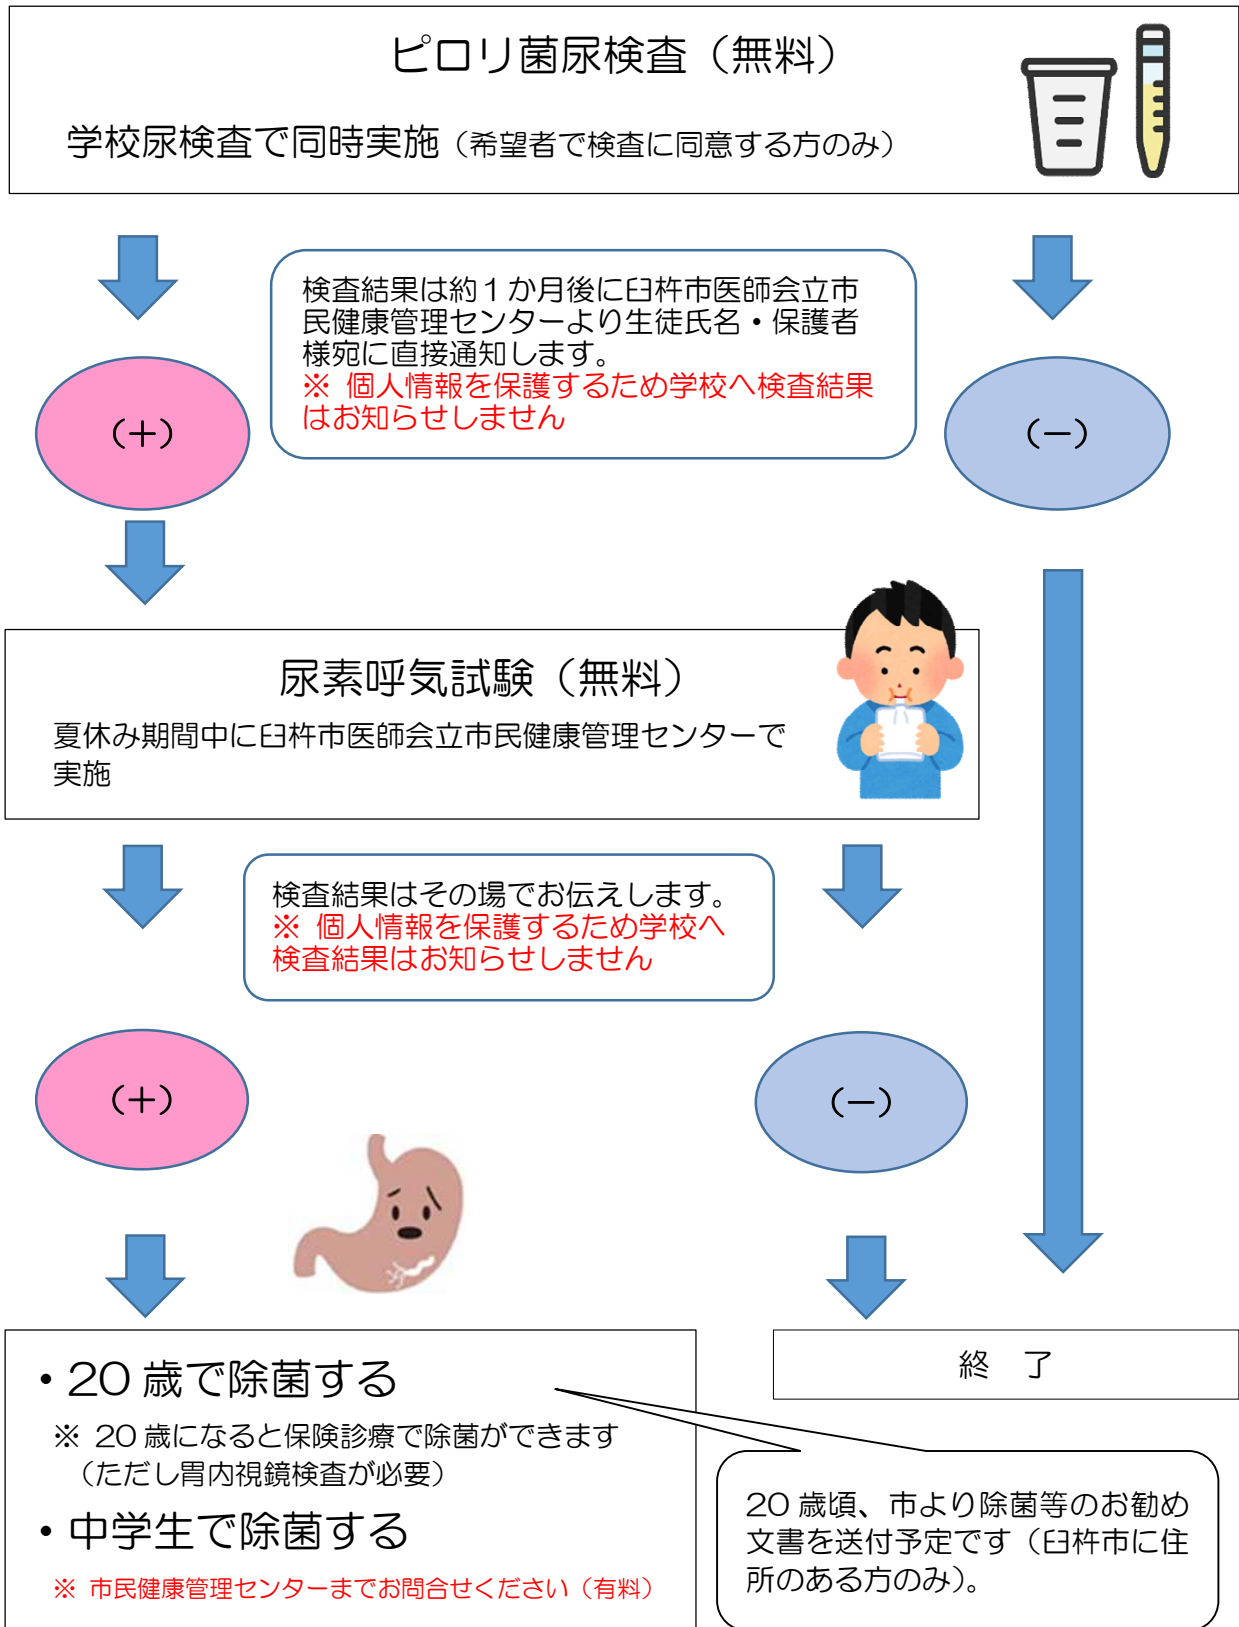 ピロリ菌尿検査（無料）
学校尿検査で同時実施（希望者で検査に同意する方のみ）
検査結果は約１か月後に臼杵市医師会立市
民健康管理センターより生徒氏名・保護者
様宛に直接通知します。
※ 個人情報を保護するため学校へ検査結果
はお知らせしません
（＋）
（－）
尿素呼気試験（無料）
夏休み期間中に臼杵市医師会立市民健康管理センターで
実施
検査結果はその場でお伝えします。
※ 個人情報を保護するため学校へ
検査結果はお知らせしません
（＋）
（－）
・20 歳で除菌する
※ 20 歳になると保険診療で除菌ができます
（ただし胃内視鏡検査が必要）
・中学生で除菌する
※ 市民健康管理センターまでお問合せください（有料）
終　了
20 歳頃、市より除菌等のお勧め
文書を送付予定です（臼杵市に住
所のある方のみ）。